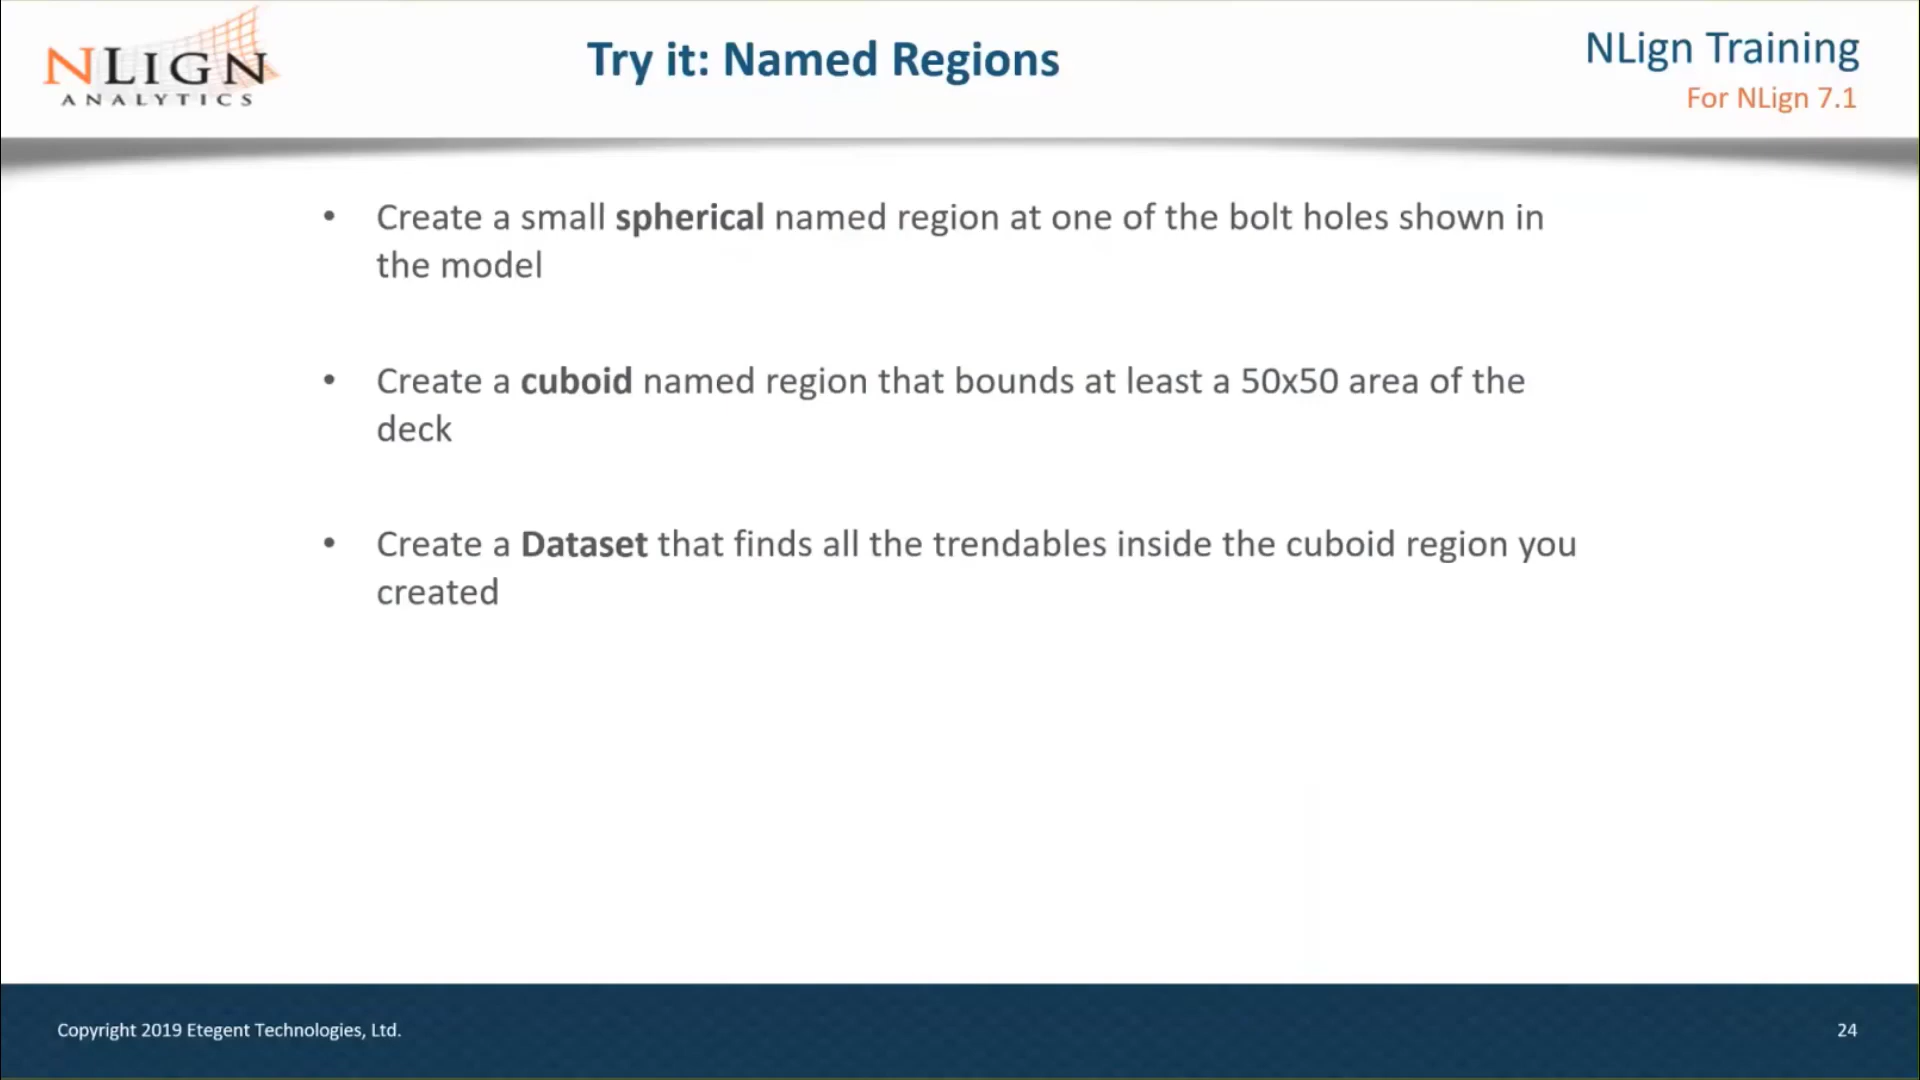 NLIGN
ANALYTICS
Try it: Named Regions
NLign Training
For NLign 7.1
• Create a small spherical named region at one of the bolt holes shown in
the model
• Create a cuboid named region that bounds at least a 50x50 area of the
deck
• Create a Dataset that finds all the trendables inside the cuboid region you
created
Copyright 2019 Etegent Technologies, Ltd.
24